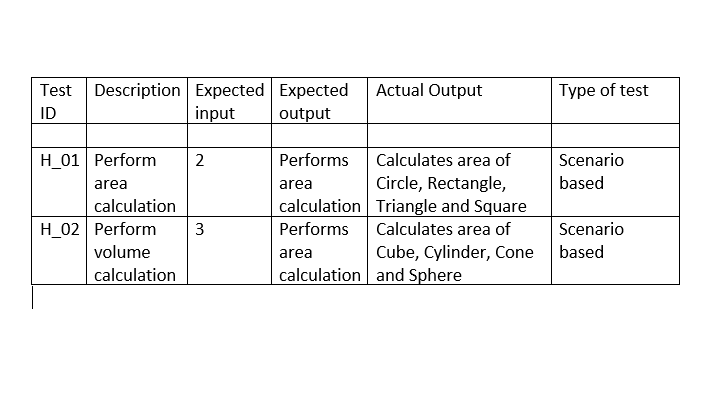 Test ID Description Expected input Expected output Actual Output Type of test
H_01 Perform area calculation 2 Performs area calculation Calculates area of Circle, Rectangle, Triangle and Square Scenario based
H_02 Perform volume calculation 3 Performs area calculation Calculates area of Cube, Cylinder, Cone and Sphere Scenario based